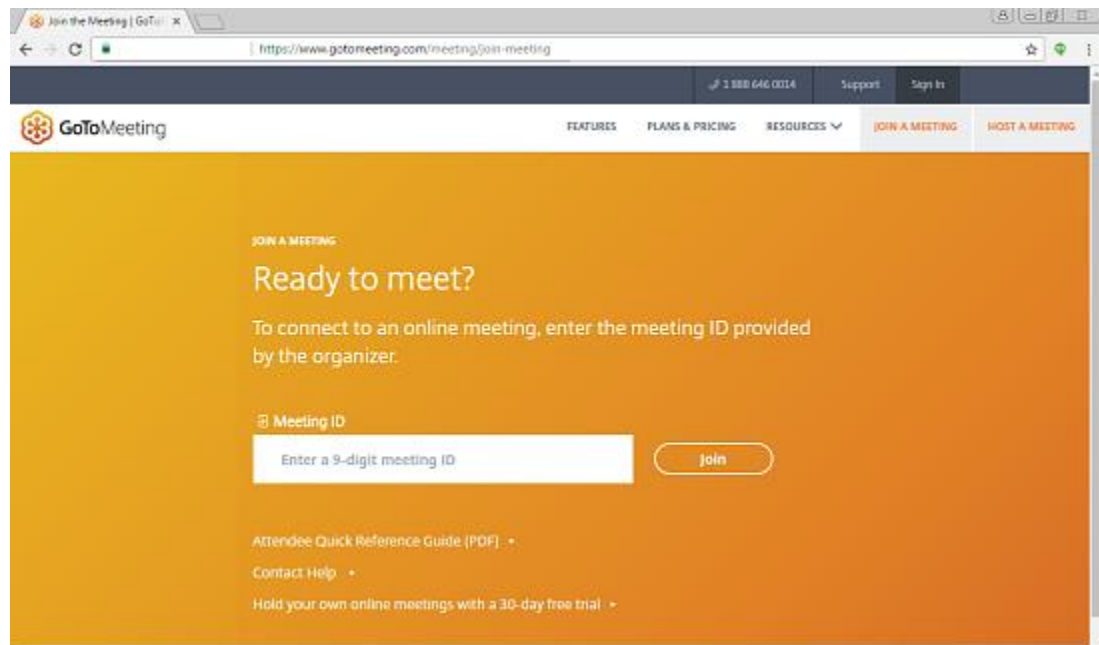 Join the Meeting | GoTo
https://www.gotomeeting.com/meeting/join-meeting
1 888 646 0014 Support Sign In
GoToMeeting FEATURES PLANS & PRICING RESOURCES JOIN A MEETING HOST A MEETING
JOIN A MEETING
Ready to meet?
To connect to an online meeting, enter the meeting ID provided
by the organizer.
Meeting ID
Enter a 9-digit meeting ID Join
Attendee Quick Reference Guide (PDF)
Contact Help
Hold your own online meetings with a 30-day free trial